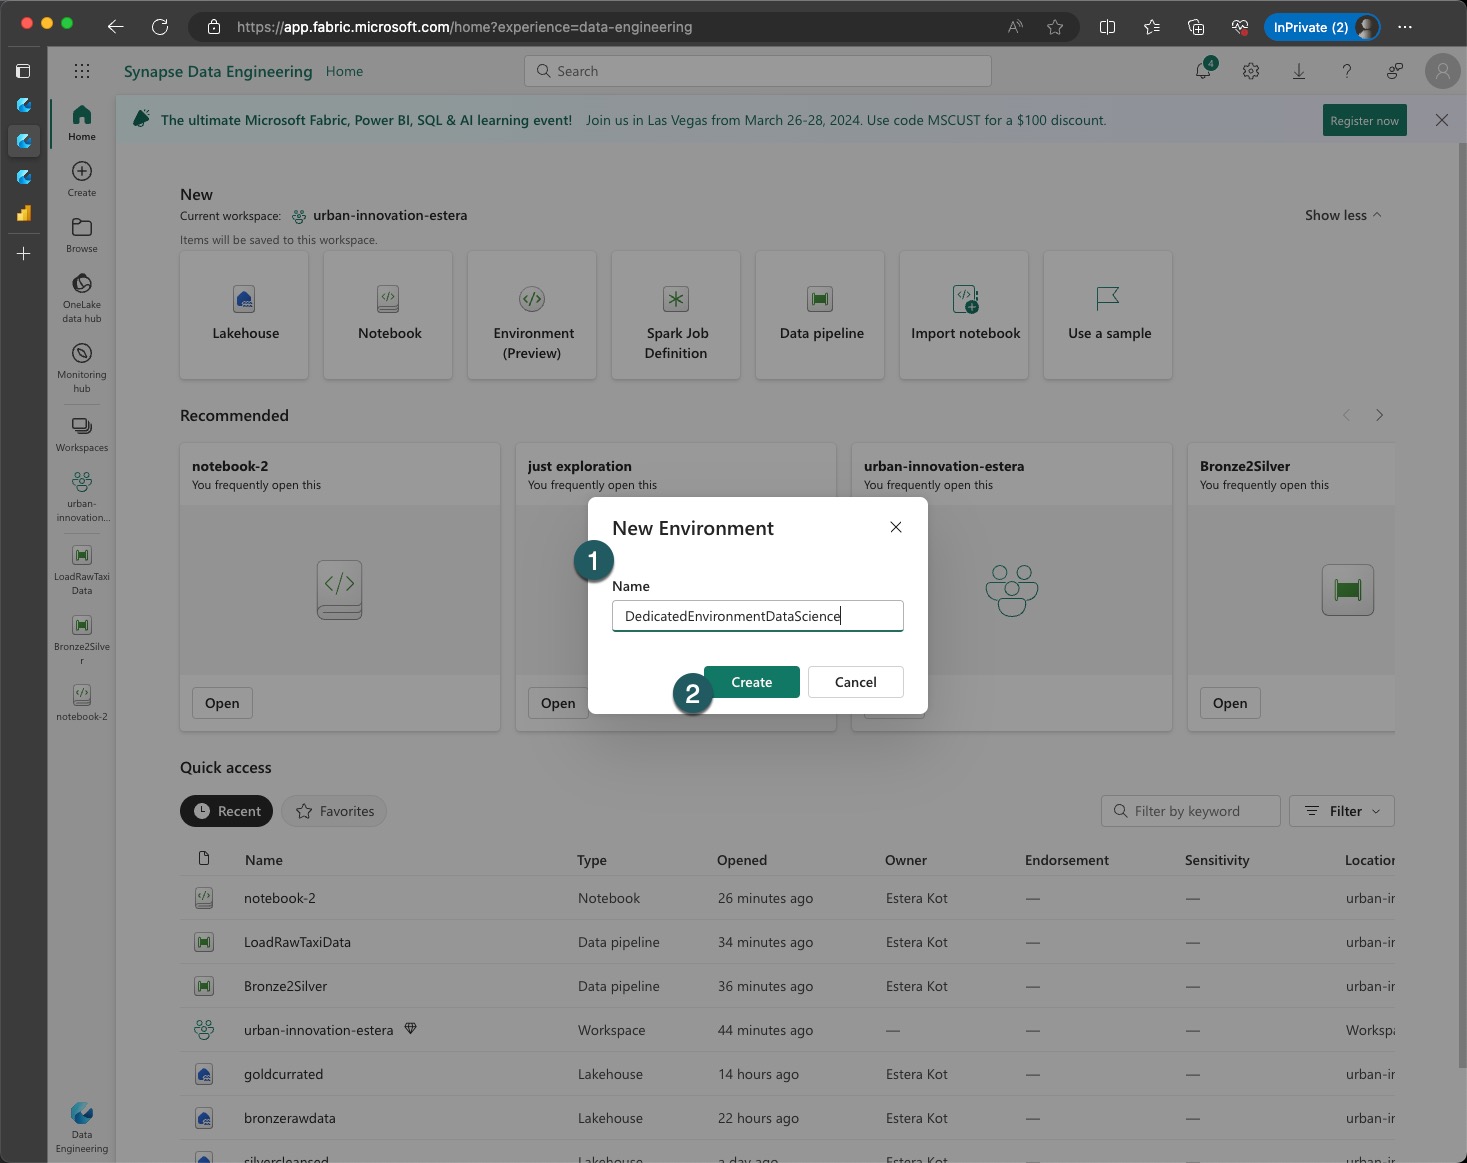 https://app.fabric.microsoft.com/home?experience=data-engineering
InPrivate (2)
Synapse Data Engineering Home
Search
4
The ultimate Microsoft Fabric, Power BI, SQL & AI learning event! Join us in Las Vegas from March 26-28, 2024. Use code MSCUST for a $100 discount.
Register now
Home
Create
Browse
OneLake
data hub
Monitoring
hub
Workspaces
urban-
innovation...
LoadRawTaxi
Data
Bronze2Silve
r
notebook-2
Data
Engineering
New
Current workspace: urban-innovation-estera
Show less
Items will be saved to this workspace.
Lakehouse
Notebook
Environment
(Preview)
Spark Job
Definition
Data pipeline
Import notebook
Use a sample
Recommended
notebook-2
You frequently open this
Open
just exploration
You frequently open this
Open
urban-innovation-estera
You frequently open this
Bronze2Silver
You frequently open this
Open
New Environment
1
Name
DedicatedEnvironmentDataScience
2
Create
Cancel
Quick access
Recent
Favorites
Filter by keyword
Filter
Name Type Opened Owner Endorsement Sensitivity Location
notebook-2 Notebook 26 minutes ago Estera Kot — — urban-ir
LoadRawTaxiData Data pipeline 34 minutes ago Estera Kot — — urban-ir
Bronze2Silver Data pipeline 36 minutes ago Estera Kot — — urban-ir
urban-innovation-estera Workspace 44 minutes ago — — — Workspa
goldcurrated Lakehouse 14 hours ago Estera Kot — — urban-ir
bronzerawdata Lakehouse 22 hours ago Estera Kot — — urban-ir
silvercleansed Lakehouse a day ago Estera Kot — — urban-ir